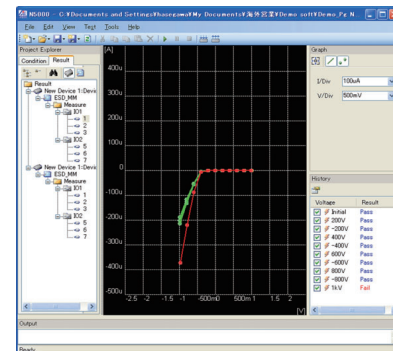 N5000 - C:¥Documents and Settings¥hasegama¥My Documents¥海外営業¥Demo soft¥Demo_Pg N
File Edit View Test Tools Help
Project Explorer
Condition Result
Result
New Device 1:Devi
ESD_MM
Measure
IO1
1
2
3
IO2
5
6
7
New Device 1:Devi
ESD_MM
Measure
IO1
1
2
3
IO2
5
6
7
[A]
400u
300u
200u
100u
0
-100u
-200u
-300u
-400u
-500u
-2.5 -2 -1.5 -1 -500m0 500m 1 1.5 2
[V]
Graph
I/Div 100uA
V/Div 500mV
History
Voltage Result
Initial Pass
200V Pass
-200V Pass
400V Pass
-400V Pass
600V Pass
-600V Pass
800V Pass
-800V Pass
1kV Fail
Output
Ready